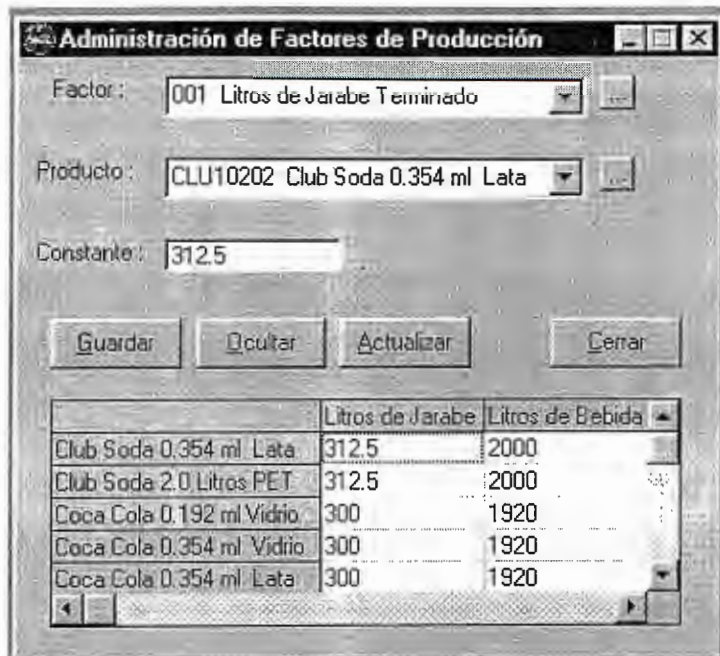 Administración de Factores de Producción
Factor: 001 Litros de Jarabe Terminado ...
Producto: CLU10202 Club Soda 0.354 ml Lata ...
Constante: 312.5
Guardar Ocultar Actualizar Cerrar
Litros de Jarabe Litros de Bebida
Club Soda 0.354 ml Lata 312.5 2000
Club Soda 2.0 Litros PET 312.5 2000
Coca Cola 0.192 ml Vidrio 300 1920
Coca Cola 0.354 ml Vidrio 300 1920
Coca Cola 0.354 ml Lata 300 1920